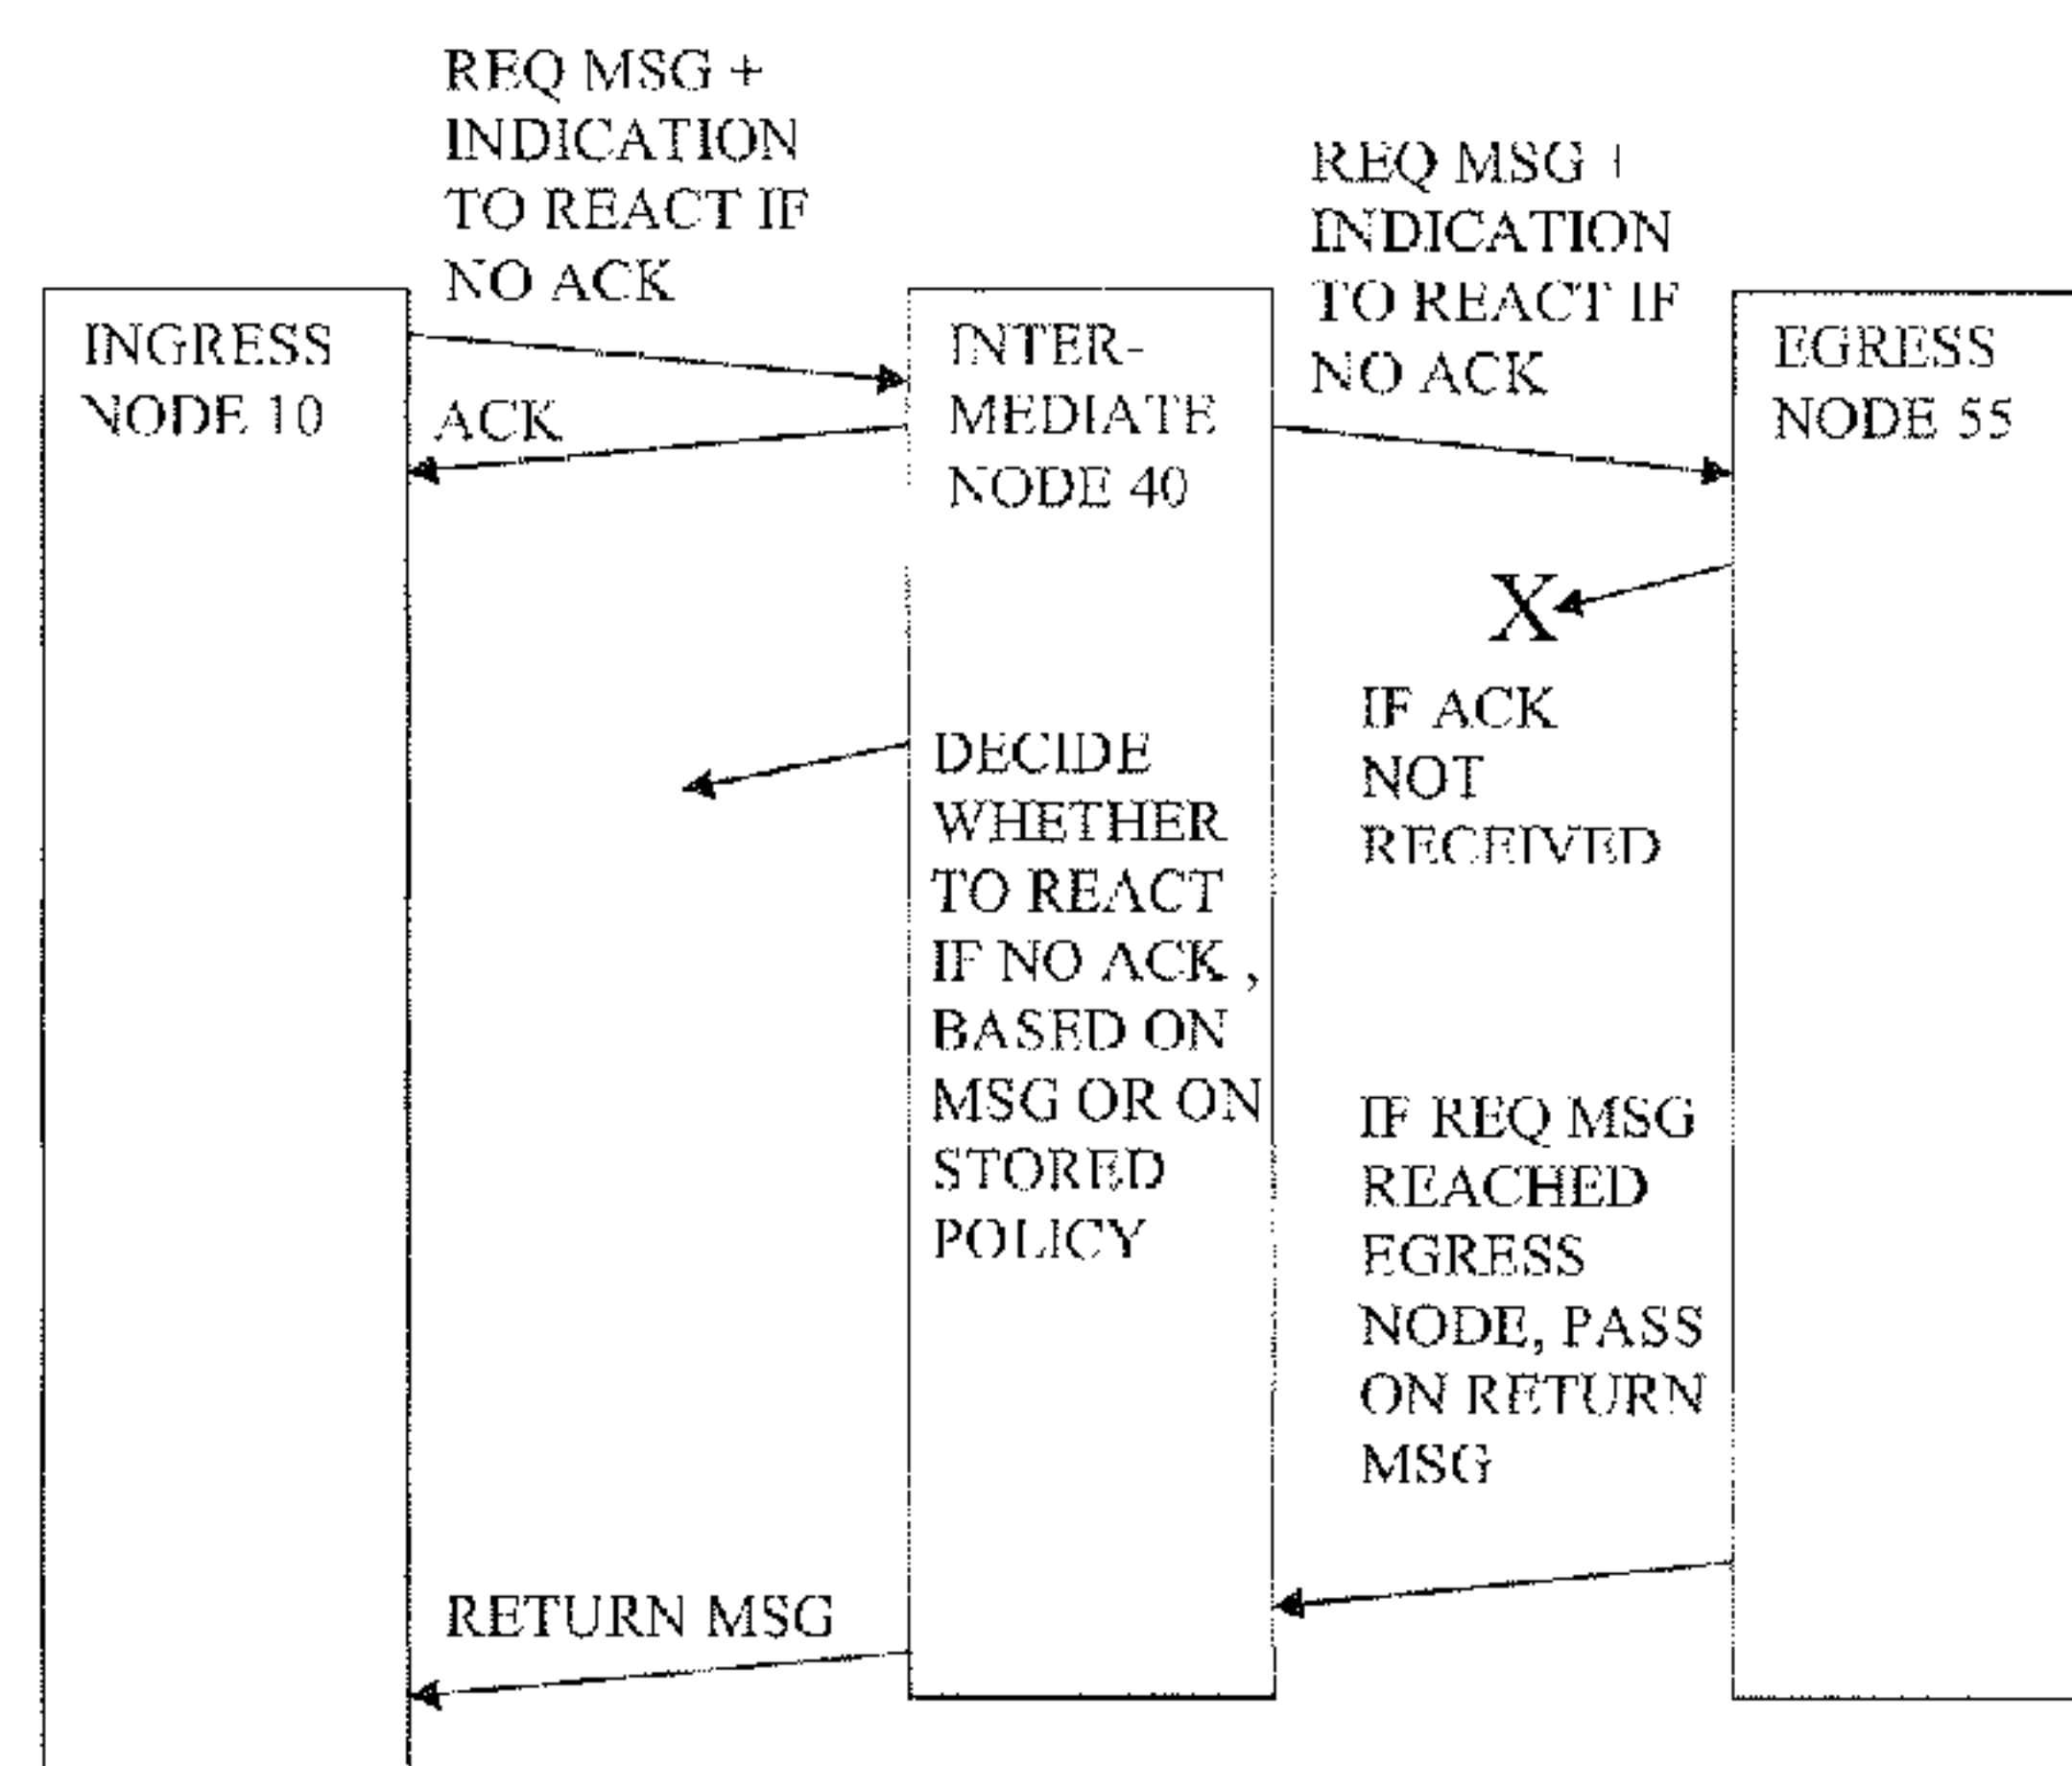 REQ MSG +
INDICATION
TO REACT IF
NO ACK
REQ MSG +
INDICATION
TO REACT IF
NO ACK
INGRESS
NODE 10
INTER-
MEDIATE
NODE 40
EGRESS
NODE 55
ACK
X
IF ACK
NOT
RECEIVED
DECIDE
WHETHER
TO REACT
IF NO ACK ,
BASED ON
MSG OR ON
STORED
POLICY
IF REQ MSG
REACHED
EGRESS
NODE, PASS
ON RETURN
MSG
RETURN MSG